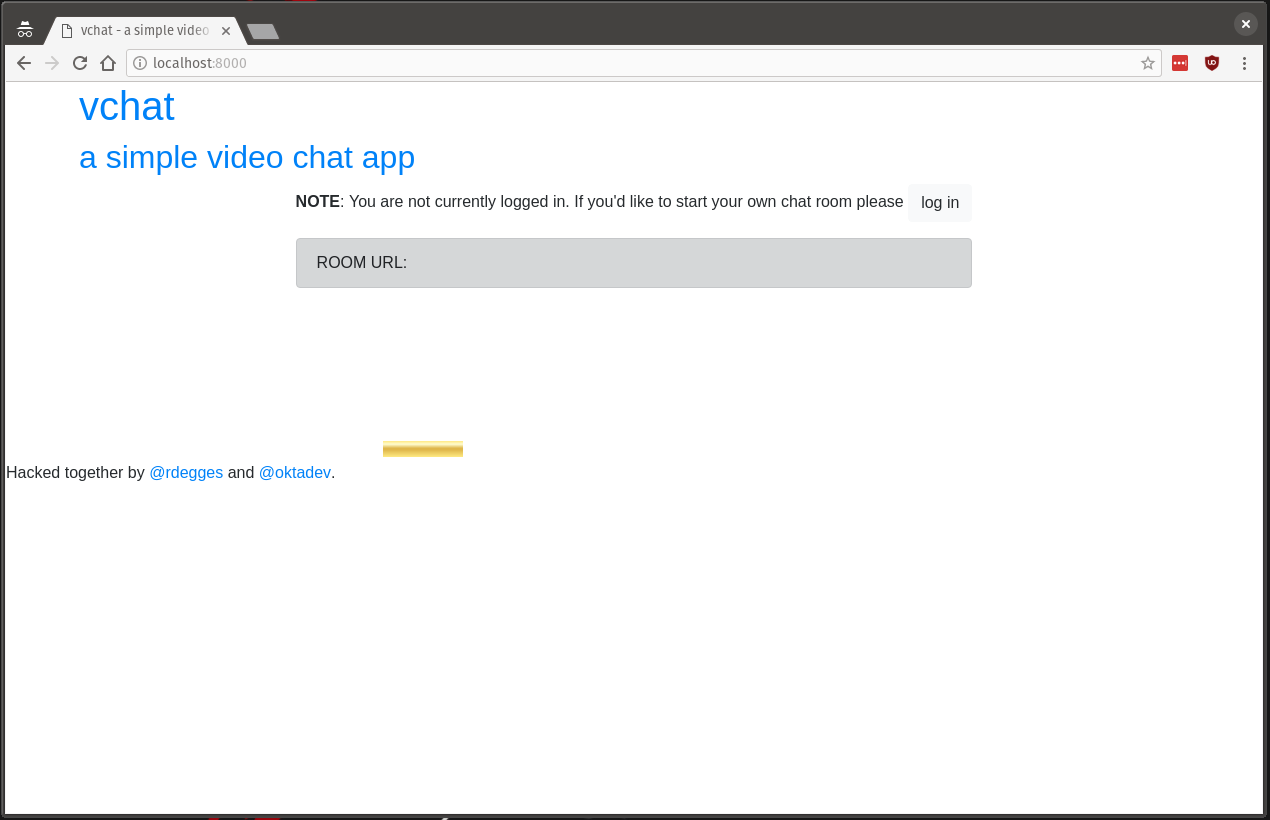 vchat - a simple video
localhost:8000
vchat
a simple video chat app
NOTE: You are not currently logged in. If you'd like to start your own chat room please log in
ROOM URL:
Hacked together by @rdegges and @oktadev.